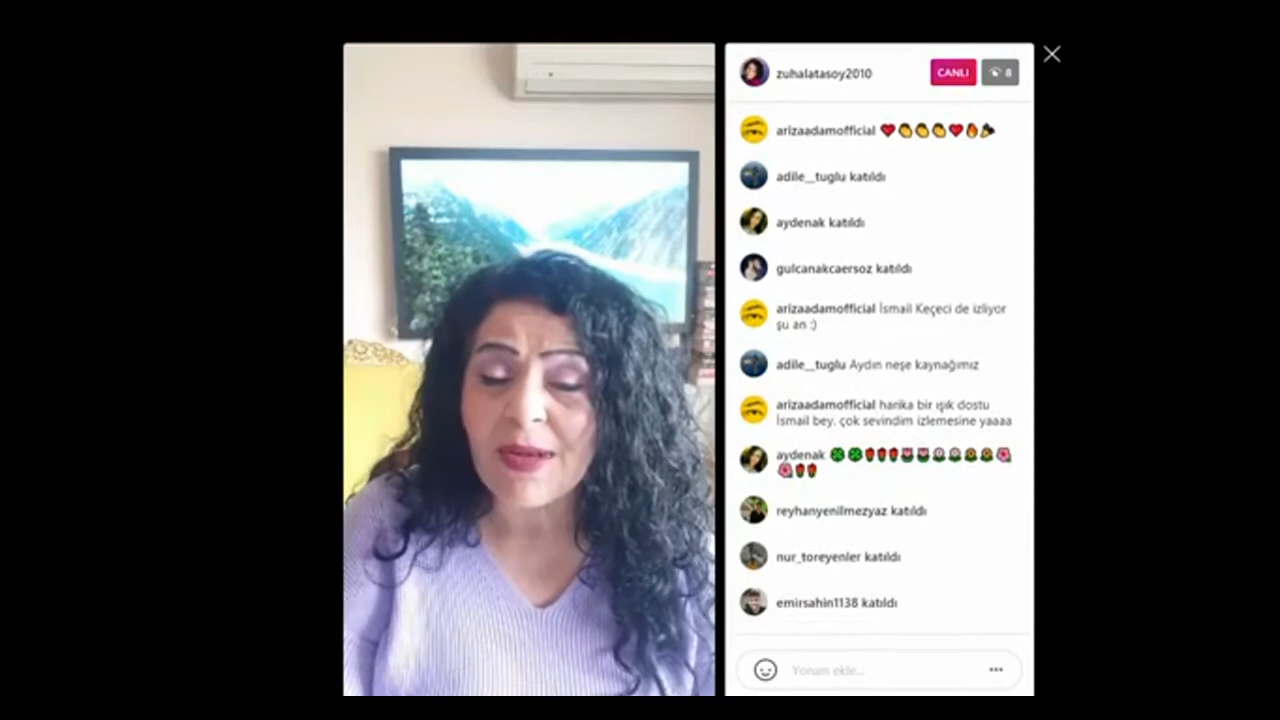 zuhalatasoy2010 CANLI 8
arizaadamofficial ❤️👏👏👏❤️🔥🎉
adile__tuglu katıldı
aydenak katıldı
gulcanakcaersoz katıldı
arizaadamofficial İsmail Keçeci de izliyor
şu an :)
adile__tuglu Aydın neşe kaynağımız
arizaadamofficial harika bir ışık dostu
İsmail bey. çok sevindim izlemesine yaaaa
aydenak 🍀🍀🌹🌹🌹🌷🌷🌼🌼🌻🌻🌺
🌺🌹🌹
reyhanyenilmezyaz katıldı
nur_toreyenler katıldı
emirsahin1138 katıldı
Yorum ekle...